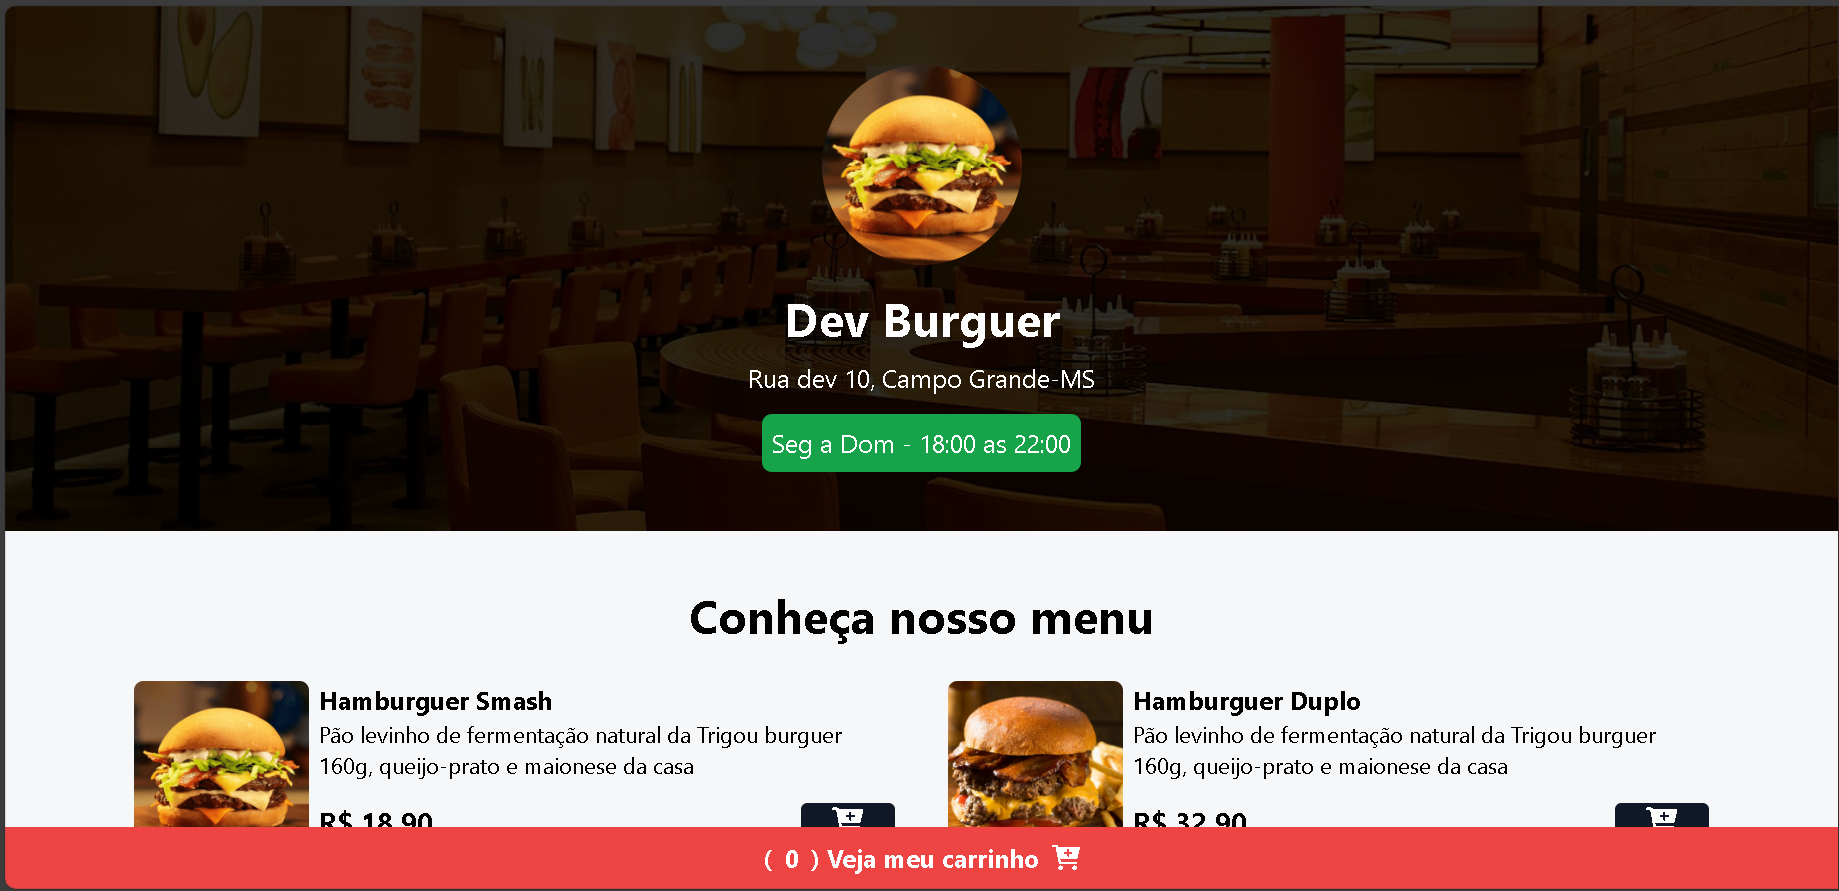 Dev Burguer
Rua dev 10, Campo Grande-MS
Seg a Dom - 18:00 as 22:00
Conheça nosso menu
Hamburguer Smash
Pão levinho de fermentação natural da Trigou burguer
160g, queijo-prato e maionese da casa
R$ 18.90
Hamburguer Duplo
Pão levinho de fermentação natural da Trigou burguer
160g, queijo-prato e maionese da casa
R$ 32.90
( 0 ) Veja meu carrinho